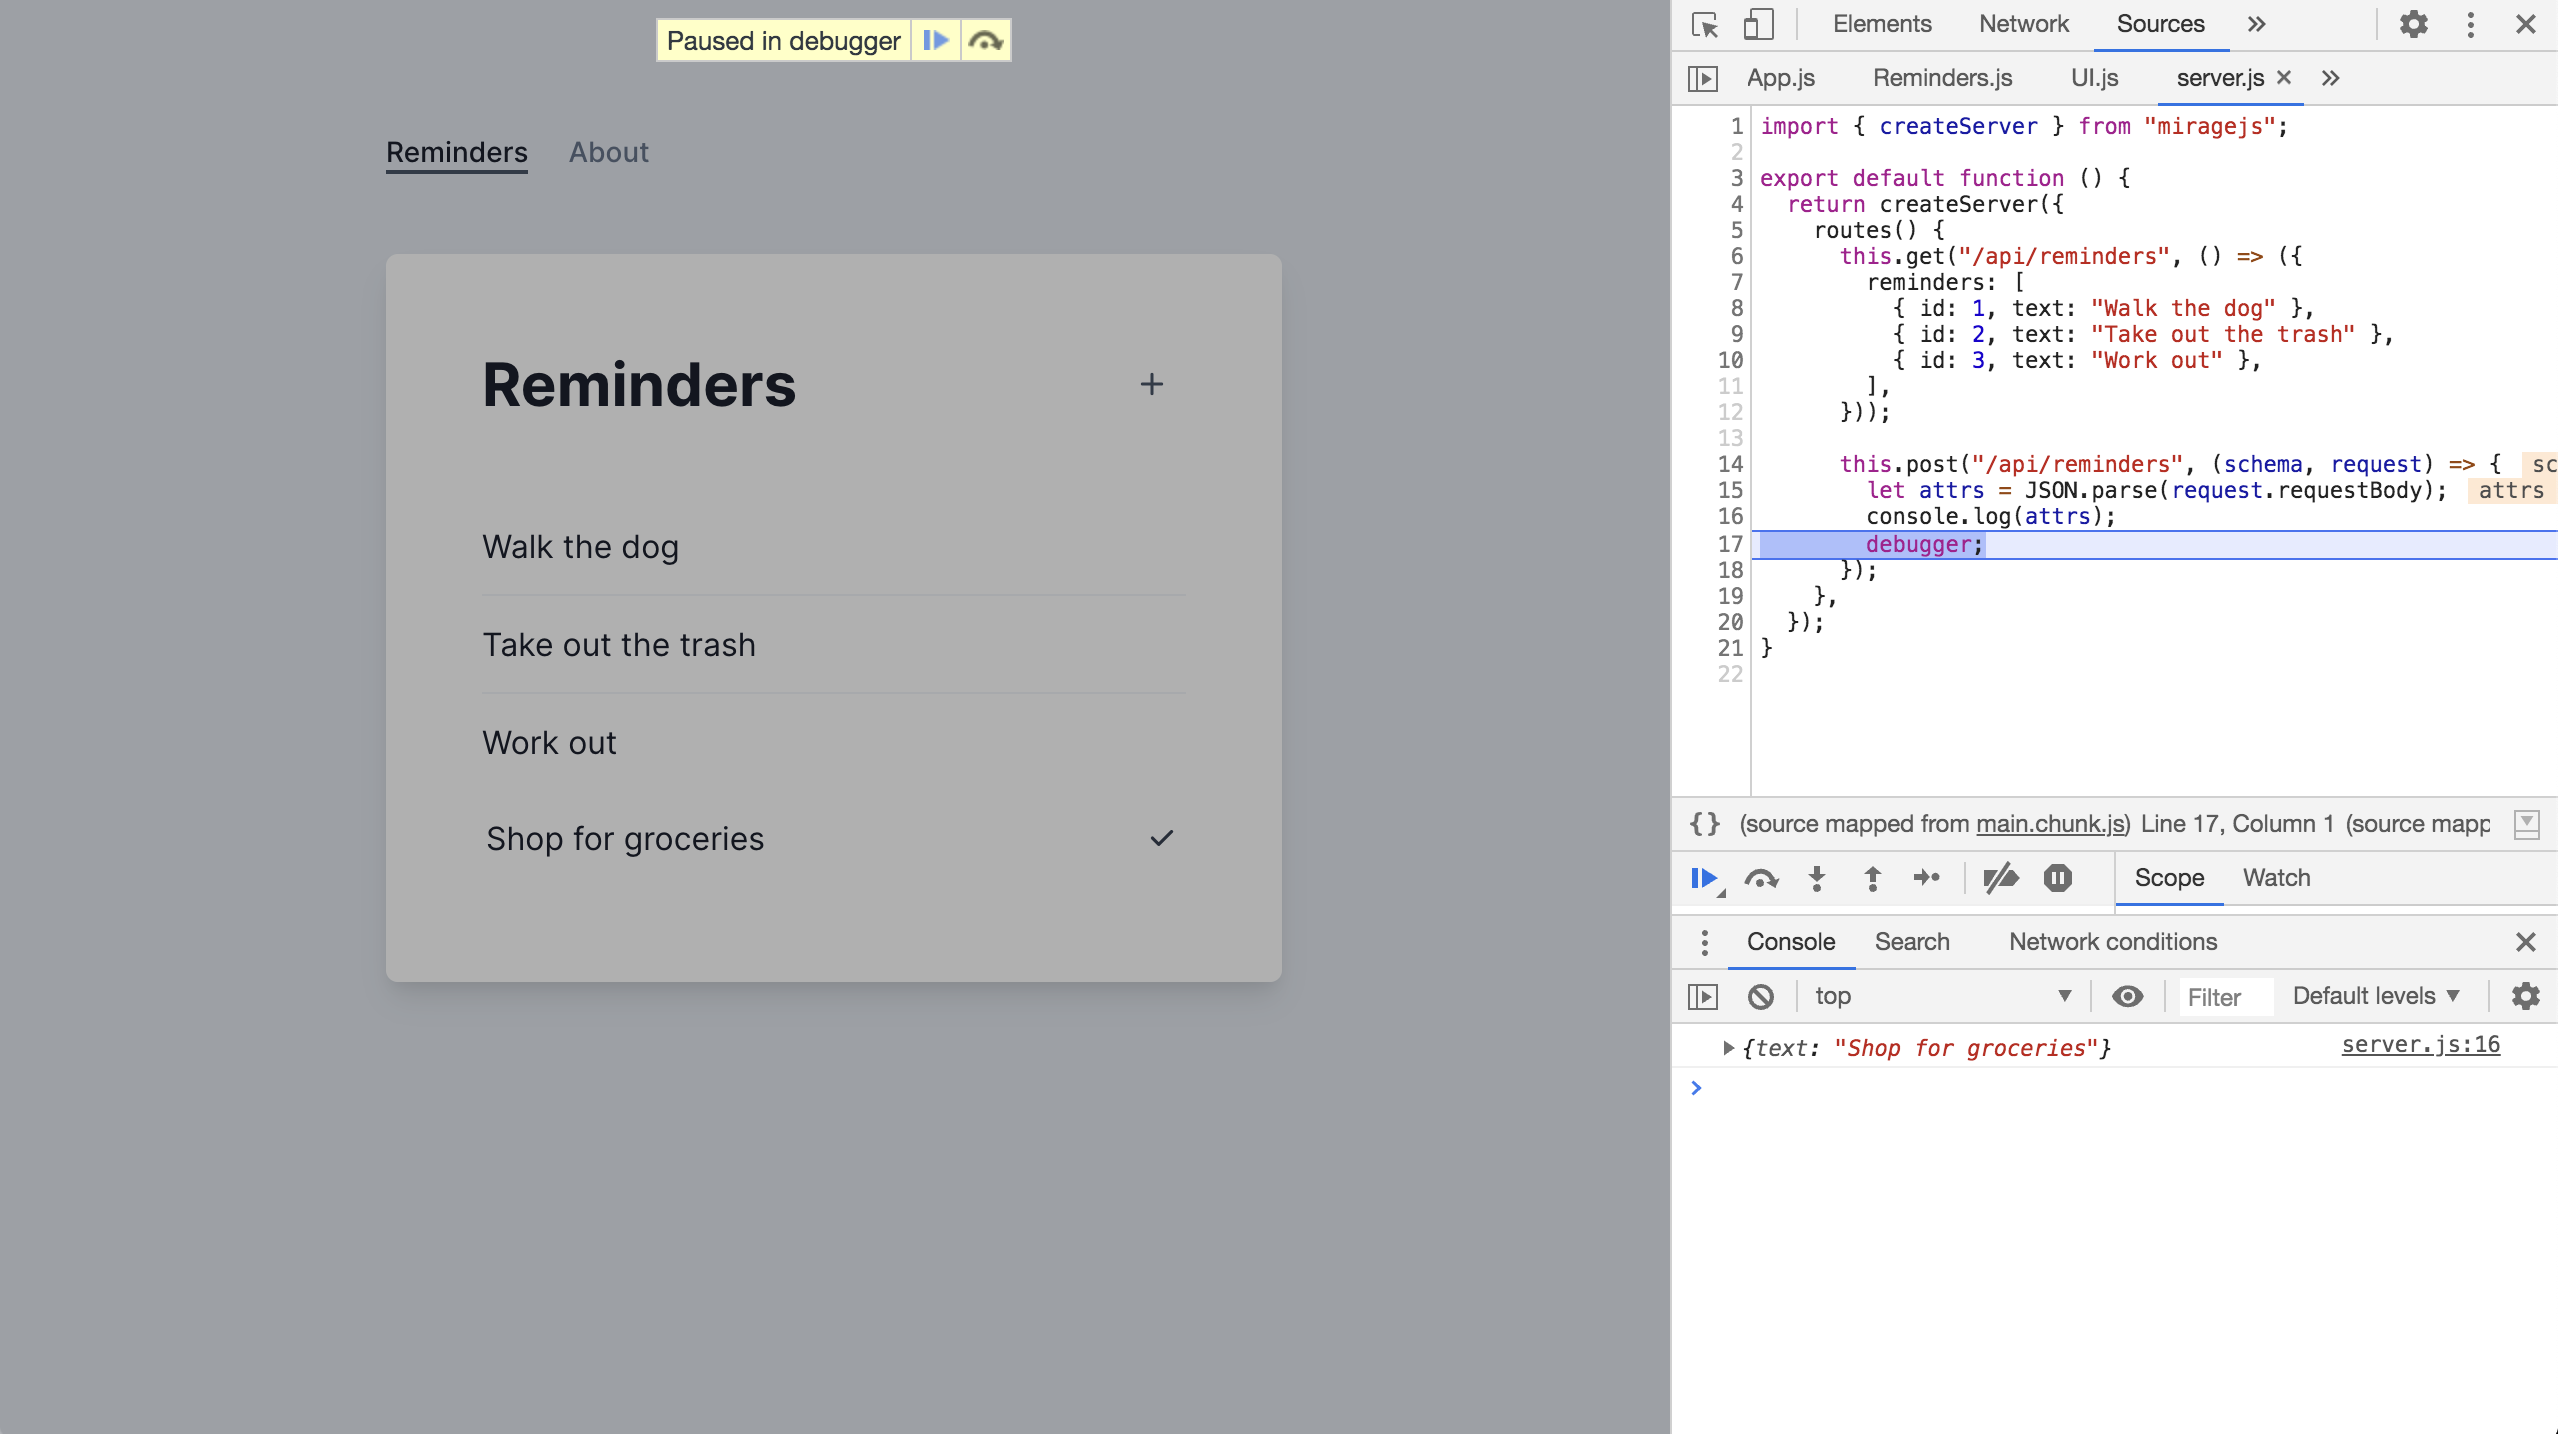 Paused in debugger
Reminders About
Reminders
+
Walk the dog
Take out the trash
Work out
Shop for groceries
Elements Network Sources »
App.js Reminders.js UI.js server.js × »
1 import { createServer } from "miragejs";
2
3 export default function () {
4 return createServer({
5 routes() {
6 this.get("/api/reminders", () => ({
7 reminders: [
8 { id: 1, text: "Walk the dog" },
9 { id: 2, text: "Take out the trash" },
10 { id: 3, text: "Work out" },
11 ],
12 }));
13
14 this.post("/api/reminders", (schema, request) => { sc
15 let attrs = JSON.parse(request.requestBody); attrs
16 console.log(attrs);
17 debugger;
18 });
19 },
20 });
21 }
22
{} (source mapped from main.chunk.js) Line 17, Column 1 (source mapp
Scope Watch
Console Search Network conditions
top Filter Default levels
{text: "Shop for groceries"} server.js:16
>